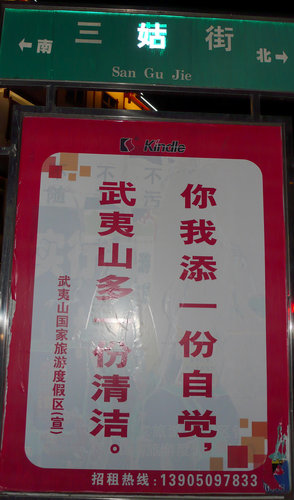 ←南 三姑街 北→
San Gu Jie
Kindle
你我添一份自觉,
武夷山多一份清洁。
武夷山国家旅游度假区(宣)
招租热线:13905097833